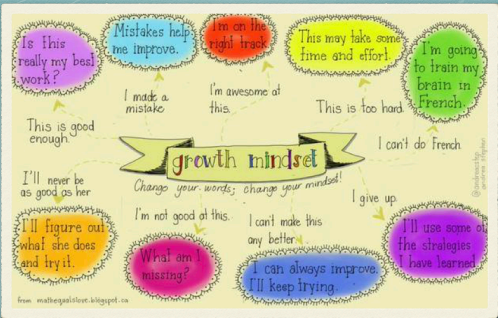 Is this
really my best
work?
Mistakes help
me improve.
I'm on the
right track
This may take some
time and effort.
I'm going
to train my
brain in
French.
This is good
enough.
I made a
mistake
I'm awesome at
this.
This is too hard.
I can't do French
growth mindset
Change your words; change your mindset!
I'll never be
as good as her
I'm not good at this.
I can't make this
any better.
I give up.
I'll figure out
what she does
and try it.
What am I
missing?
I can always improve.
I'll keep trying.
I'll use some of
the strategies
I have learned
from matheqaislove.blogspot.ca